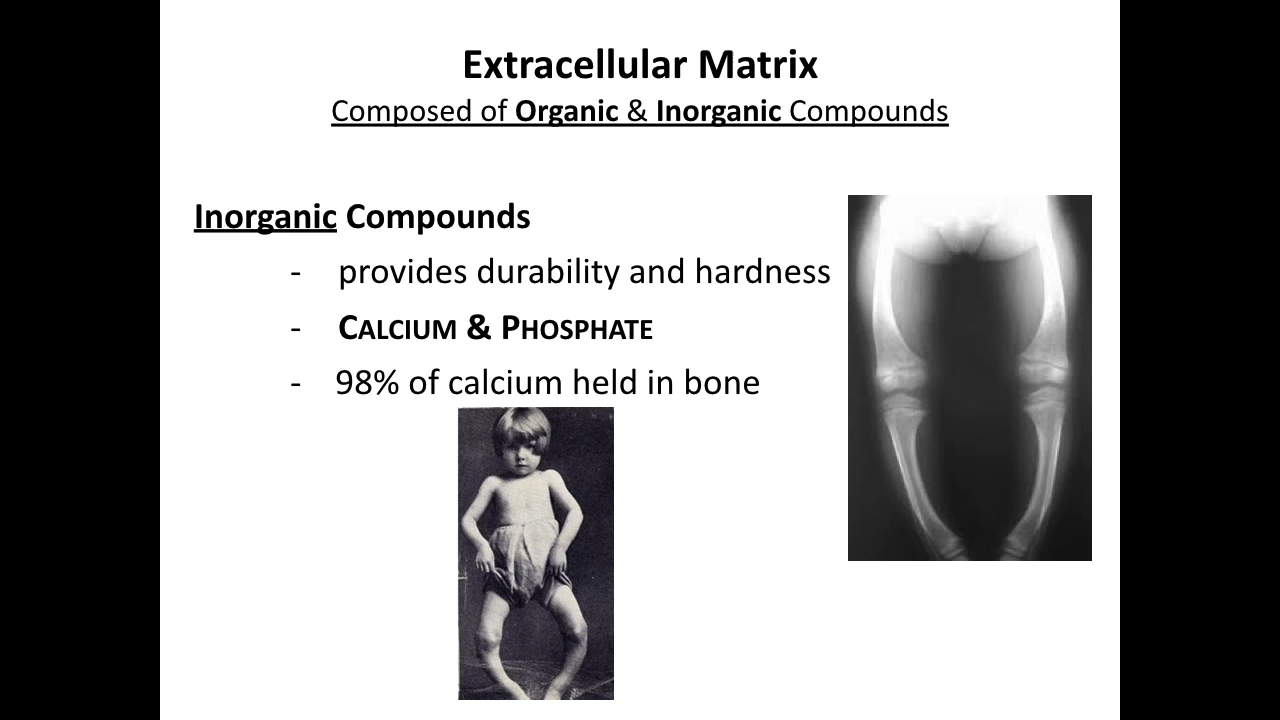 Extracellular Matrix
Composed of Organic & Inorganic Compounds
Inorganic Compounds
- provides durability and hardness
- CALCIUM & PHOSPHATE
- 98% of calcium held in bone